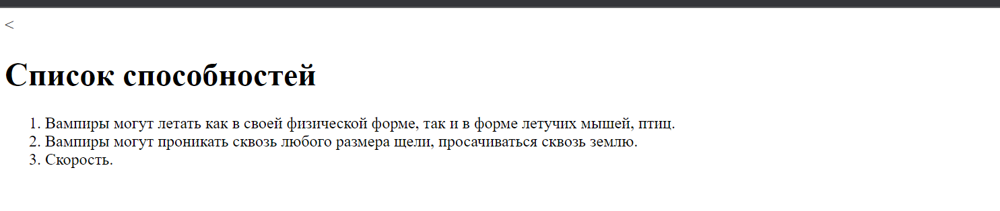 <
Список способностей
1. Вампиры могут летать как в своей физической форме, так и в форме летучих мышей, птиц.
2. Вампиры могут проникать сквозь любого размера щели, просачиваться сквозь землю.
3. Скорость.